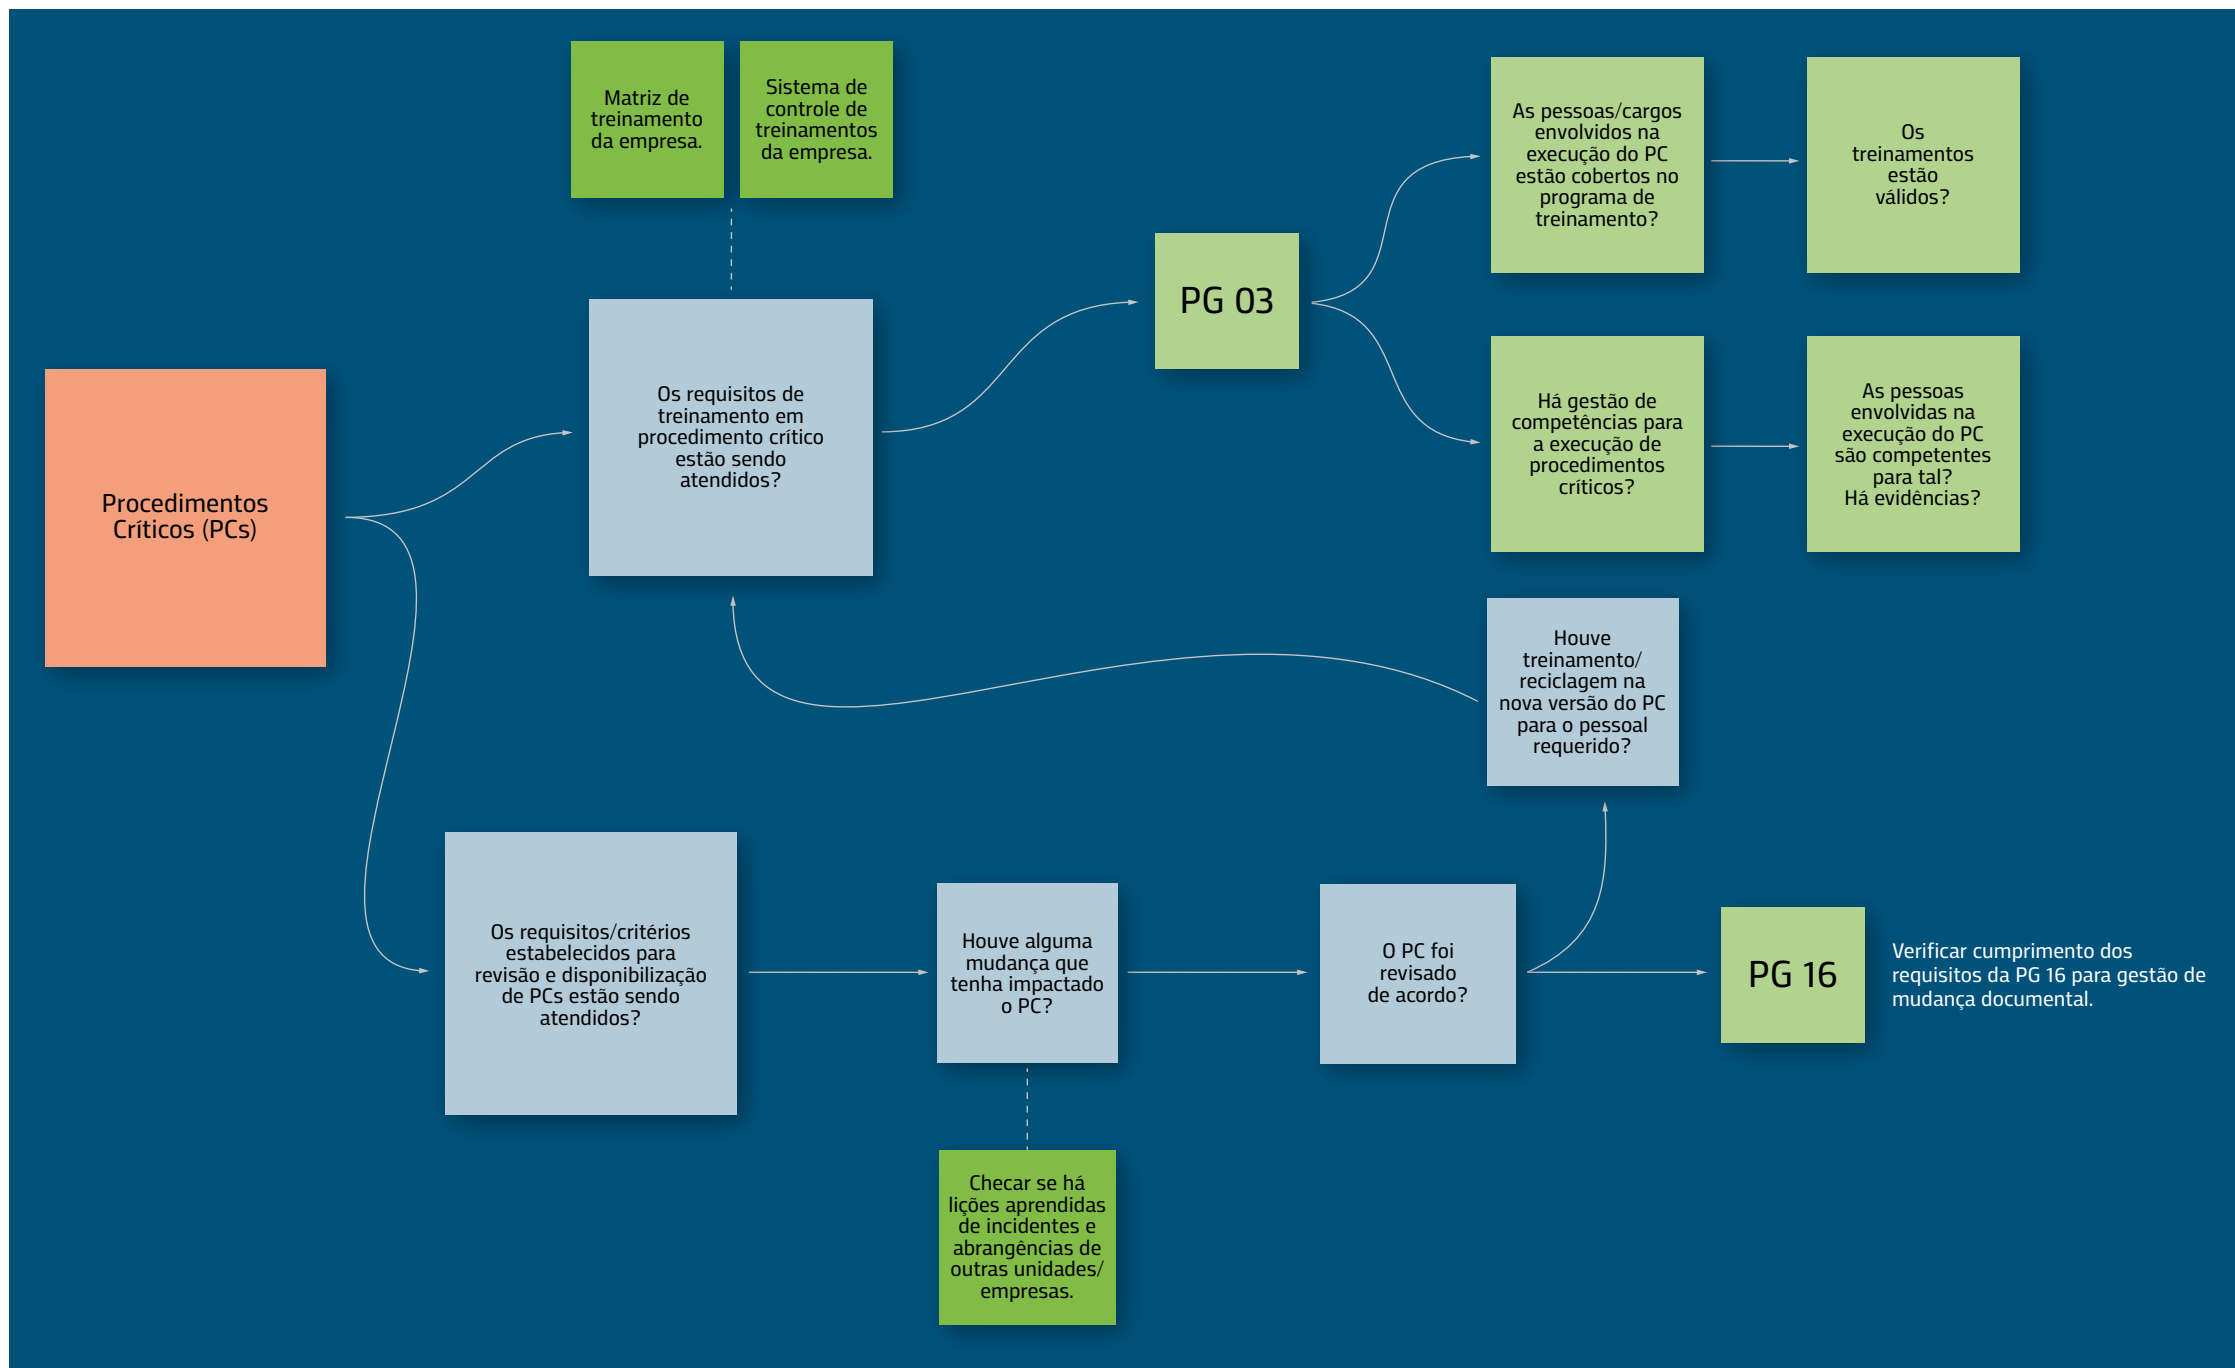 Matriz de
treinamento
da empresa.
Sistema de
controle de
treinamentos
da empresa.
As pessoas/cargos
envolvidos na
execução do PC
estão cobertos no
programa de
treinamento?
Os
treinamentos
estão
válidos?
PG 03
Os requisitos de
treinamento em
procedimento crítico
estão sendo
atendidos?
Há gestão de
competências para
a execução de
procedimentos
críticos?
As pessoas
envolvidas na
execução do PC
são competentes
para tal?
Há evidências?
Procedimentos
Críticos (PCs)
Houve
treinamento/
reciclagem na
nova versão do PC
para o pessoal
requerido?
Os requisitos/critérios
estabelecidos para
revisão e disponibilização
de PCs estão sendo
atendidos?
Houve alguma
mudança que
tenha impactado
o PC?
O PC foi
revisado
de acordo?
PG 16
Verificar cumprimento dos
requisitos da PG 16 para gestão de
mudança documental.
Checar se há
lições aprendidas
de incidentes e
abrangências de
outras unidades/
empresas.